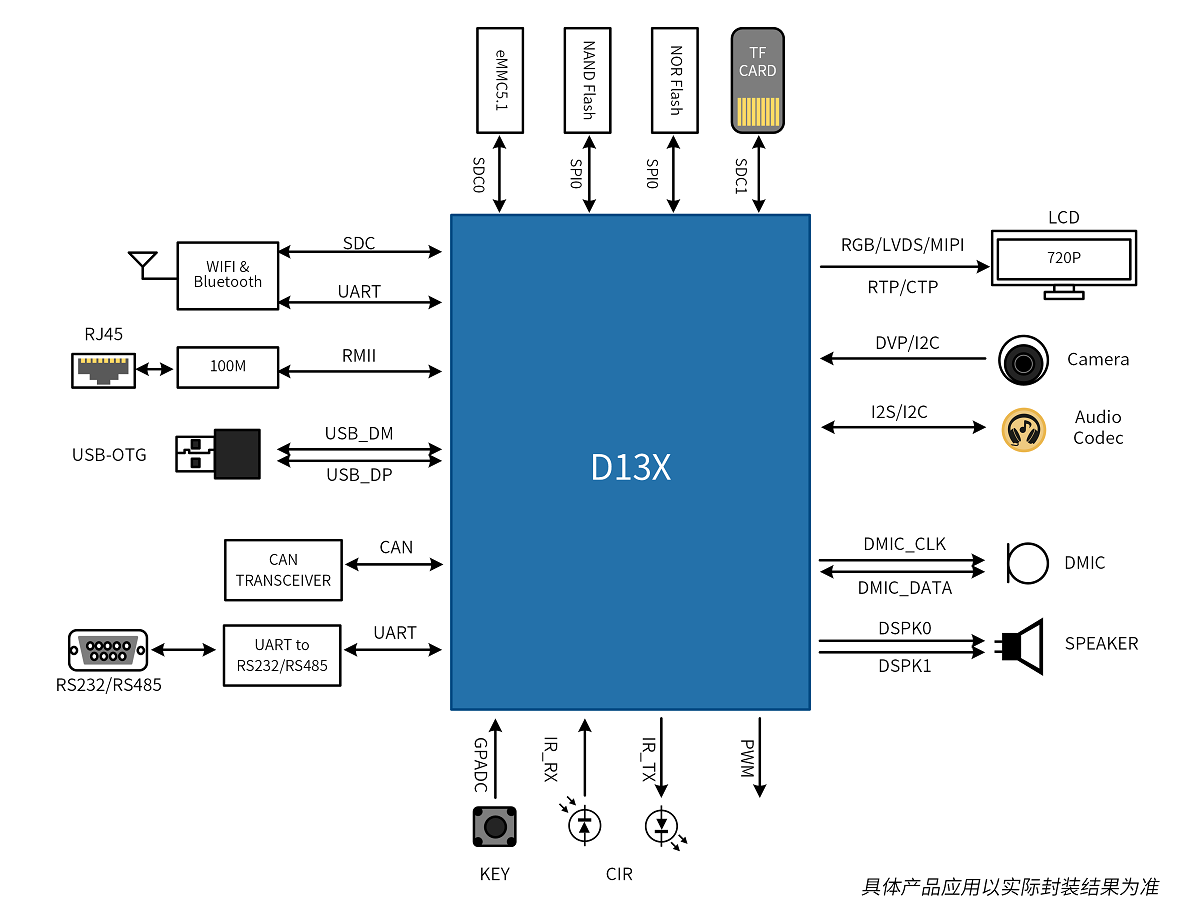 eMMC5.1
NAND Flash
NOR Flash
TF
CARD
SDC0
SPI0
SPI0
SDC1
WIFI &
Bluetooth
SDC
UART
RJ45
100M
RMII
USB-OTG
USB_DM
USB_DP
CAN
TRANSCEIVER
CAN
RS232/RS485
UART to
RS232/RS485
UART
D13X
LCD
720P
RGB/LVDS/MIPI
RTP/CTP
DVP/I2C
Camera
I2S/I2C
Audio
Codec
DMIC_CLK
DMIC_DATA
DMIC
DSPK0
DSPK1
SPEAKER
GPADC
IR_RX
IR_TX
PWM
KEY
CIR
具体产品应用以实际封装结果为准